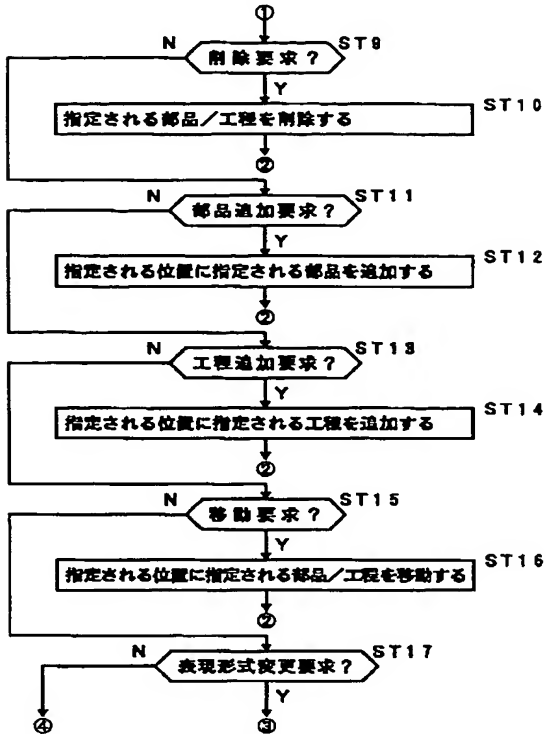 ①
N 削除要求？ ST9
Y
指定される部品／工程を削除する ST10
②
N 部品追加要求？ ST11
Y
指定される位置に指定される部品を追加する ST12
②
N 工程追加要求？ ST13
Y
指定される位置に指定される工程を追加する ST14
②
N 移動要求？ ST15
Y
指定される位置に指定される部品／工程を移動する ST16
②
N 表現形式変更要求？ ST17
Y
④ ③